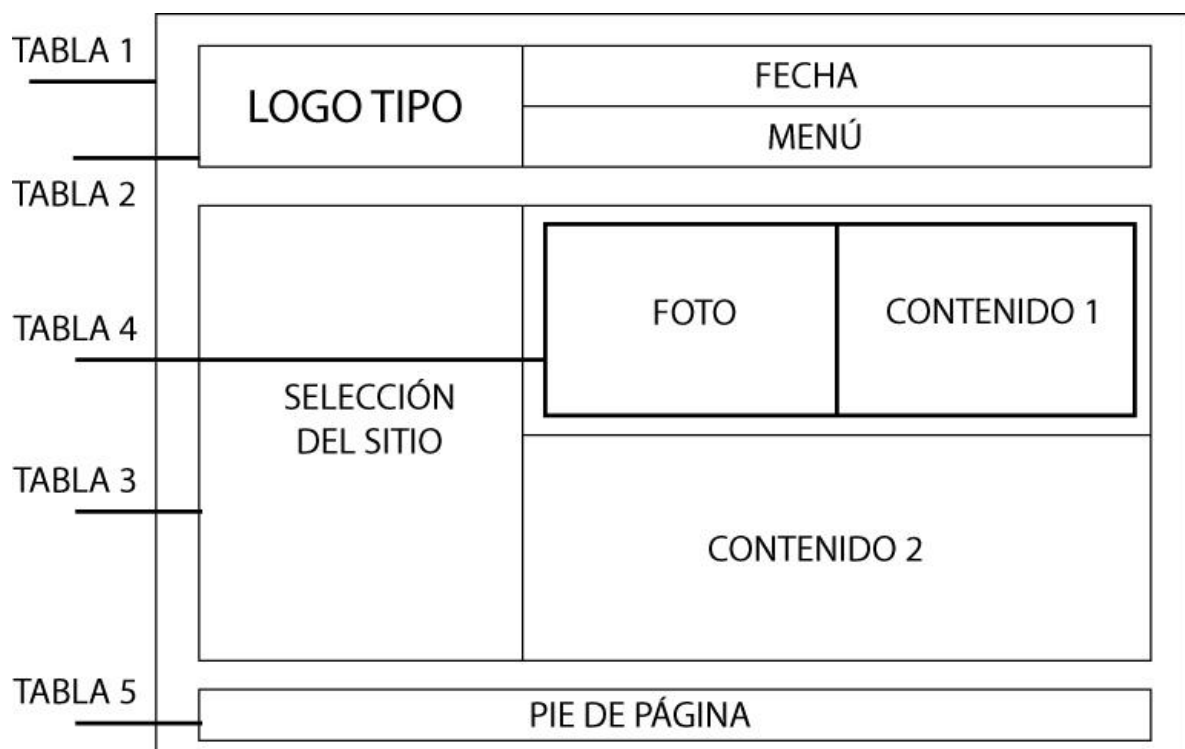 TABLA 1
LOGO TIPO
FECHA
MENÚ
TABLA 2
TABLA 4
FOTO
CONTENIDO 1
SELECCIÓN
DEL SITIO
TABLA 3
CONTENIDO 2
TABLA 5
PIE DE PÁGINA